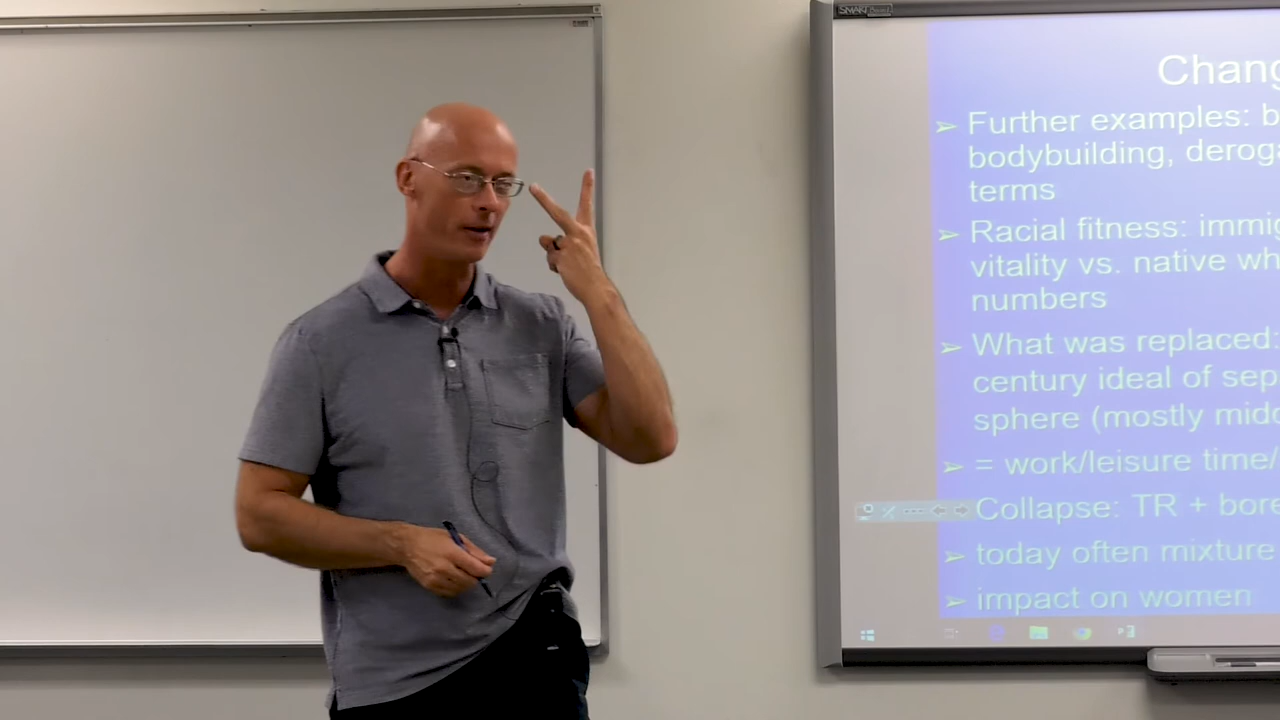 SMART
Chang
➢ Further examples: b
bodybuilding, deroga
terms
➢ Racial fitness: immig
vitality vs. native wh
numbers
➢ What was replaced:
century ideal of sep
sphere (mostly midd
➢ = work/leisure time/
Collapse: TR + bore
➢ today often mixture
➢ impact on women